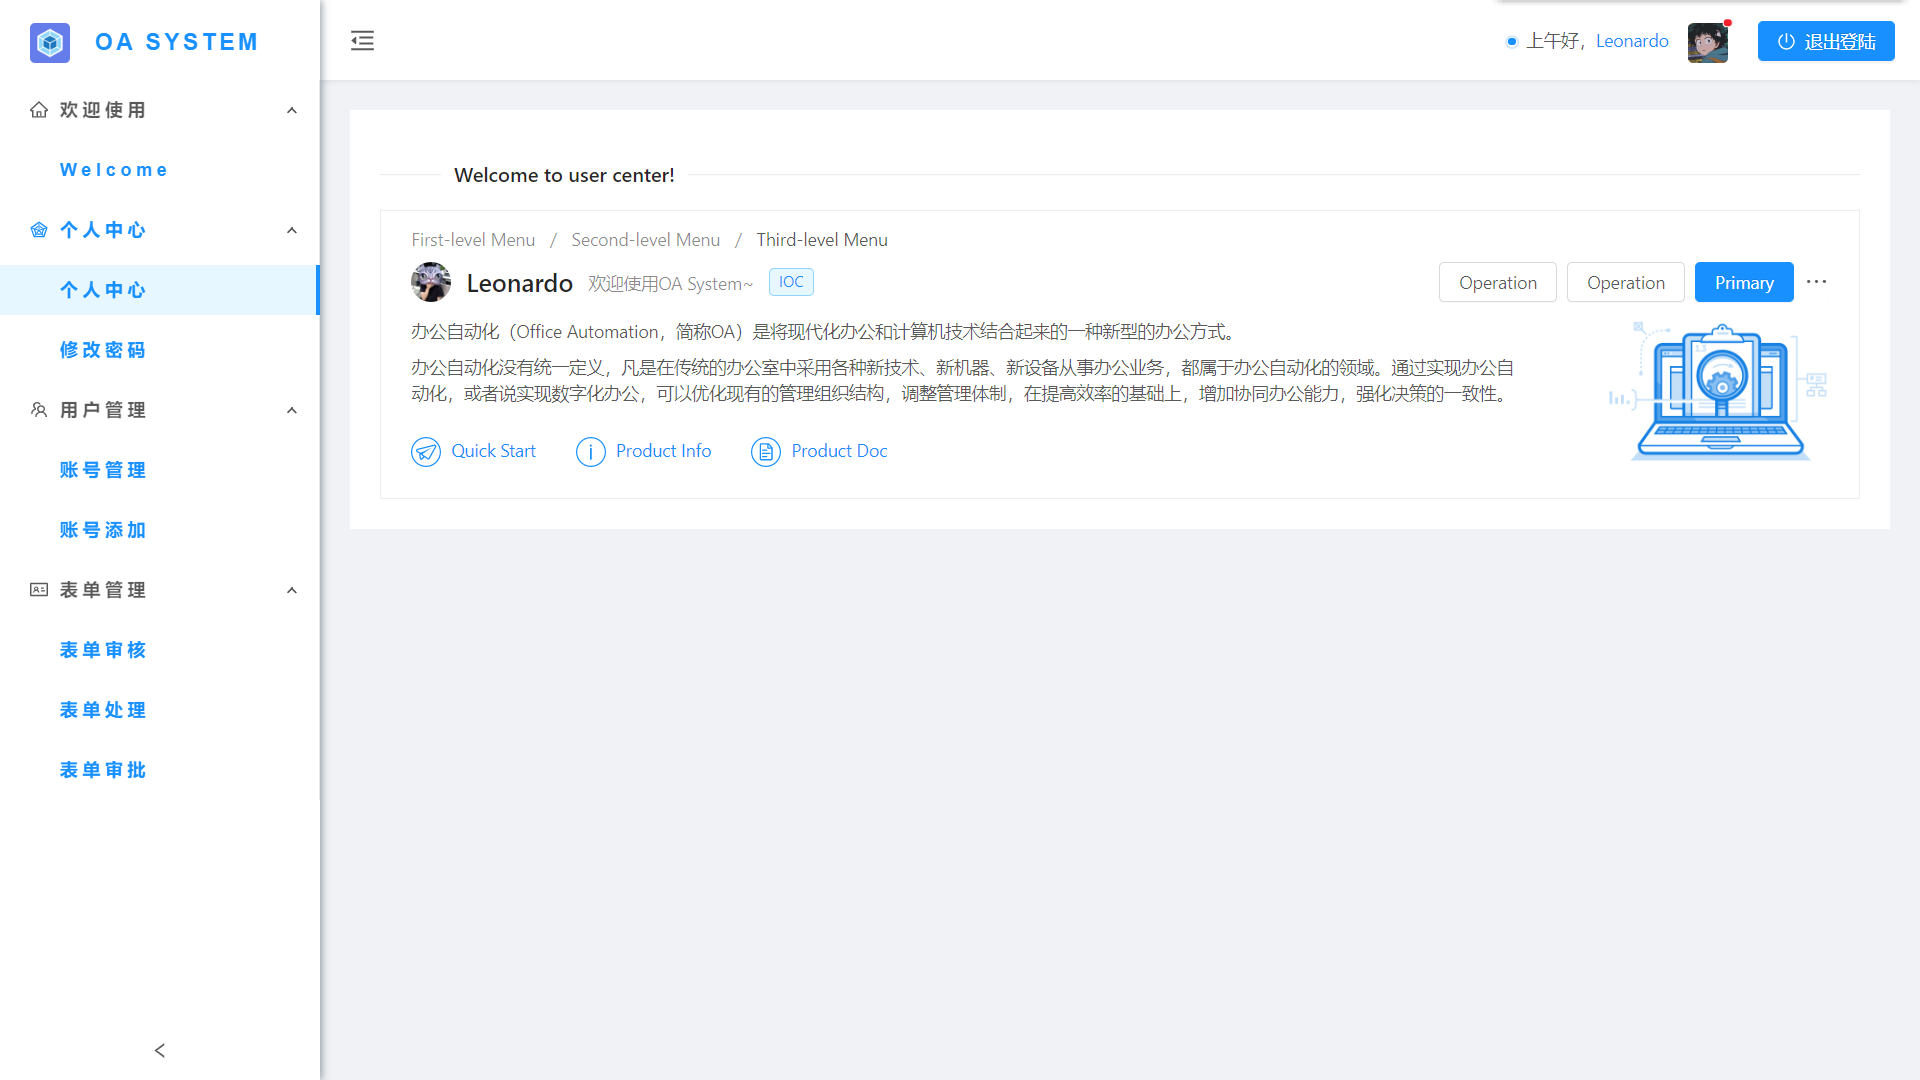 OA SYSTEM
上午好，Leonardo
退出登陆
欢迎使用
Welcome
个人中心
个人中心
修改密码
用户管理
账号管理
账号添加
表单管理
表单审核
表单处理
表单审批
Welcome to user center!
First-level Menu / Second-level Menu / Third-level Menu
Leonardo 欢迎使用OA System~ IOC
Operation Operation Primary ···
办公自动化（Office Automation，简称OA）是将现代化办公和计算机技术结合起来的一种新型的办公方式。
办公自动化没有统一定义，凡是在传统的办公室中采用各种新技术、新机器、新设备从事办公业务，都属于办公自动化的领域。通过实现办公自
动化，或者说实现数字化办公，可以优化现有的管理组织结构，调整管理体制，在提高效率的基础上，增加协同办公能力，强化决策的一致性。
Quick Start Product Info Product Doc